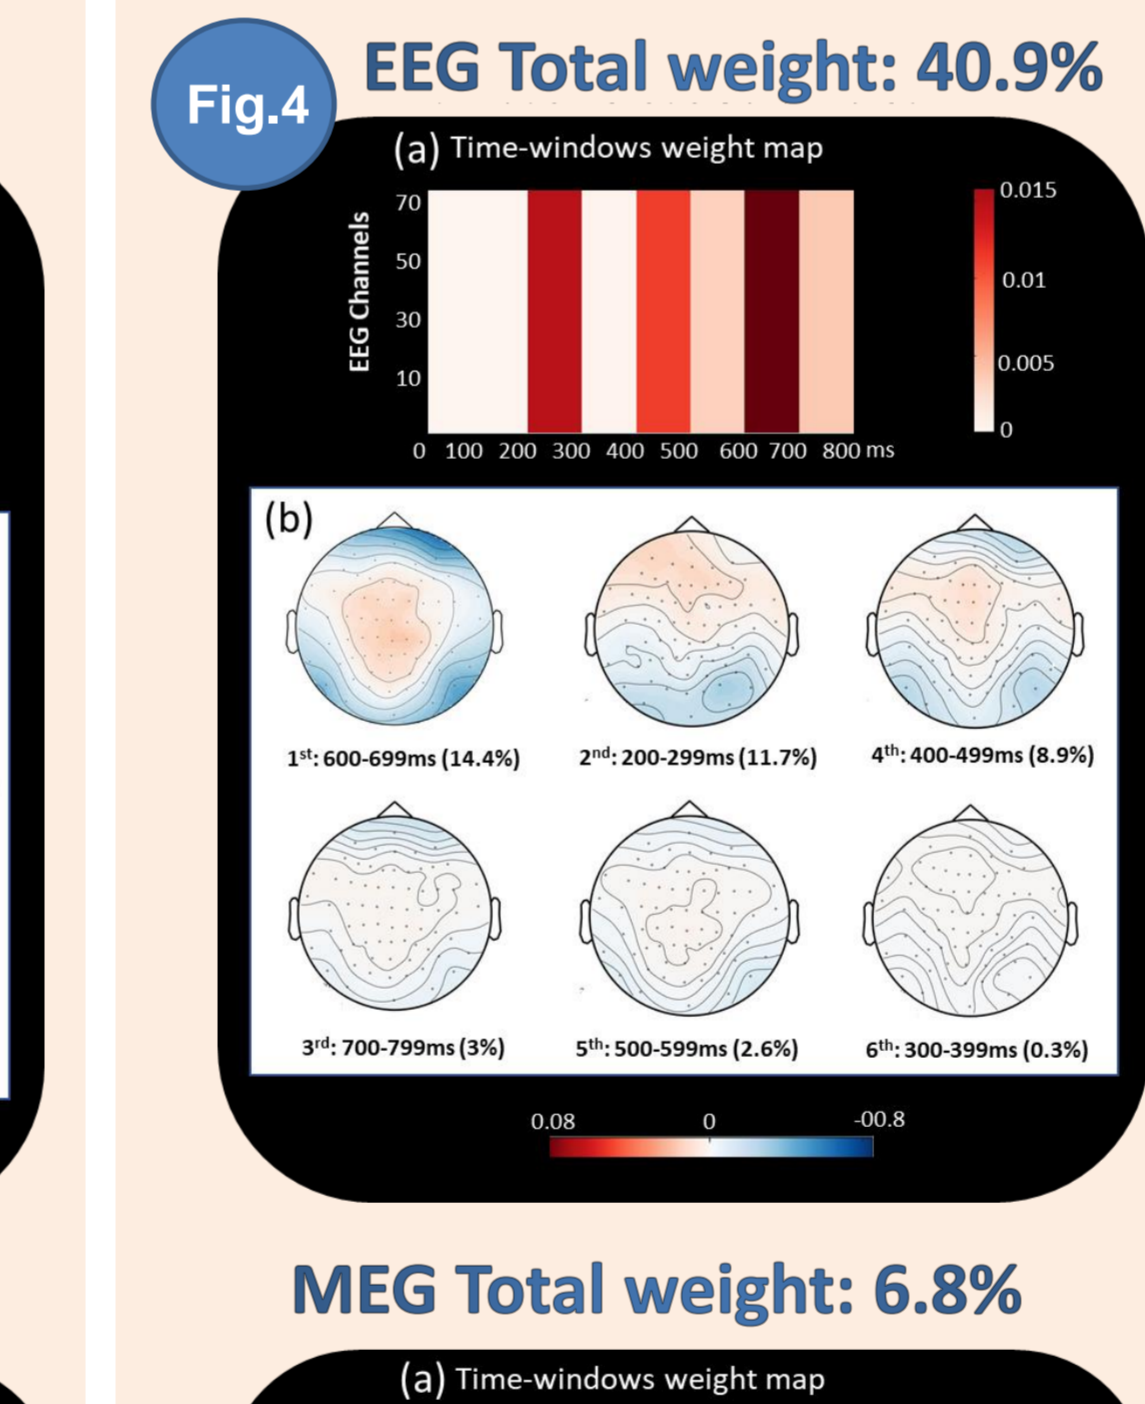 Fig.4
EEG Total weight: 40.9%
(a) Time-windows weight map
EEG Channels
70
50
30
10
0 100 200 300 400 500 600 700 800 ms
0.015
0.01
0.005
0
(b)
1st: 600-699ms (14.4%) 2nd: 200-299ms (11.7%) 4th: 400-499ms (8.9%)
3rd: 700-799ms (3%) 5th: 500-599ms (2.6%) 6th: 300-399ms (0.3%)
0.08 0 -00.8
MEG Total weight: 6.8%
(a) Time-windows weight map